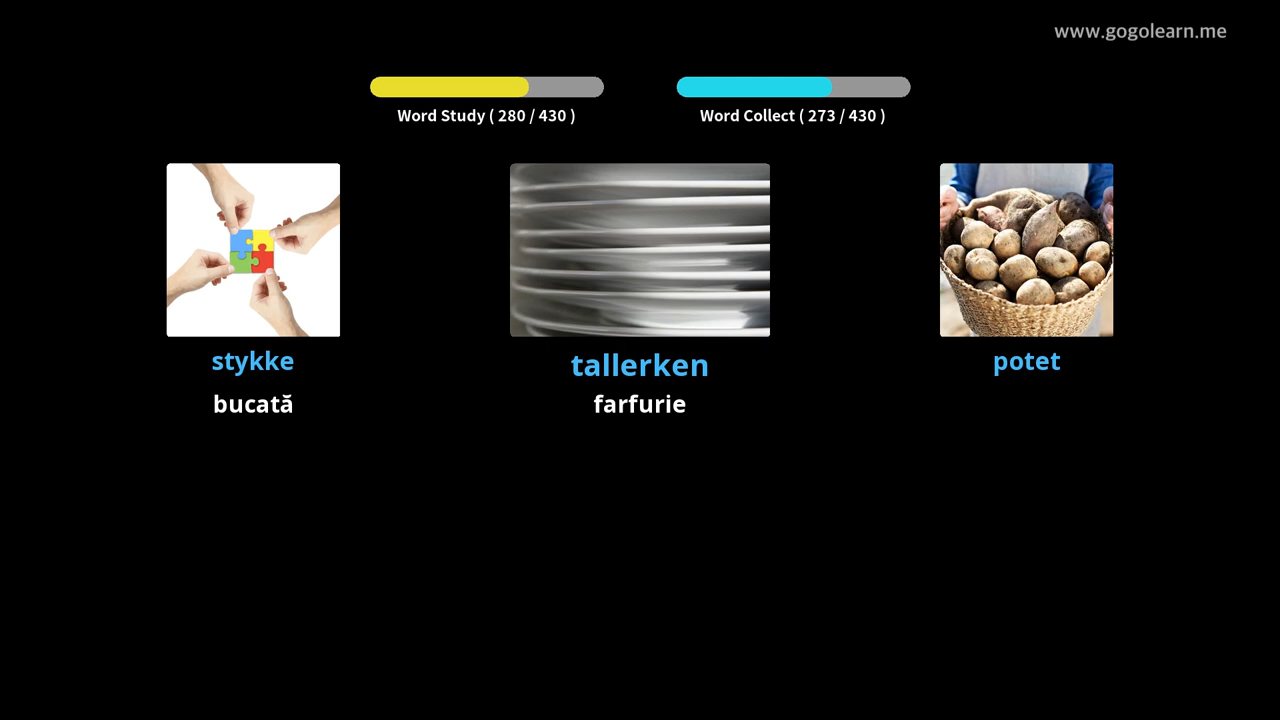 www.gogolearn.me
Word Study ( 280 / 430 )
Word Collect ( 273 / 430 )
stykke
bucată
tallerken
farfurie
potet